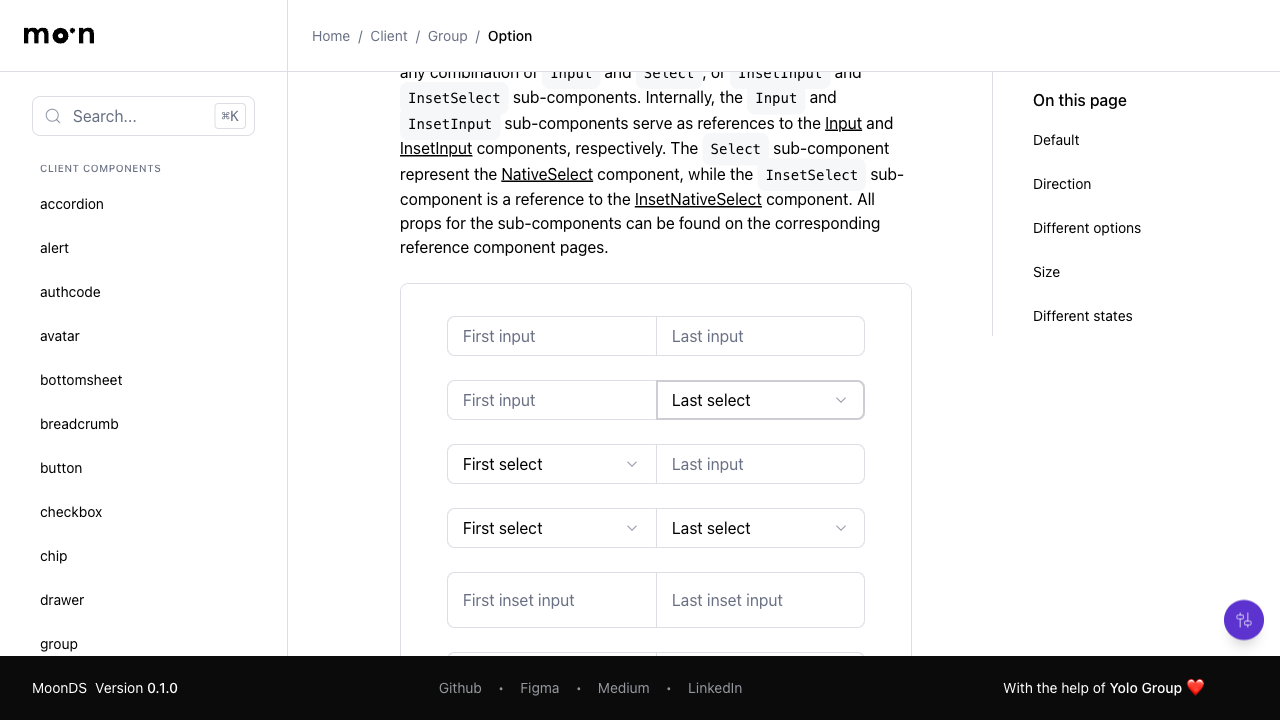 moon
Home / Client / Group / Option
Search...
⌘K
CLIENT COMPONENTS
accordion
alert
authcode
avatar
bottomsheet
breadcrumb
button
checkbox
chip
drawer
group
any combination of Input and Select, or InsetInput and
InsetSelect sub-components. Internally, the Input and
InsetInput sub-components serve as references to the Input and
InsetInput components, respectively. The Select sub-component
represent the NativeSelect component, while the InsetSelect sub-
component is a reference to the InsetNativeSelect component. All
props for the sub-components can be found on the corresponding
reference component pages.
First input
Last input
First input
Last select
First select
Last input
First select
Last select
First inset input
Last inset input
On this page
Default
Direction
Different options
Size
Different states
MoonDS Version 0.1.0
Github • Figma • Medium • LinkedIn
With the help of Yolo Group ❤️